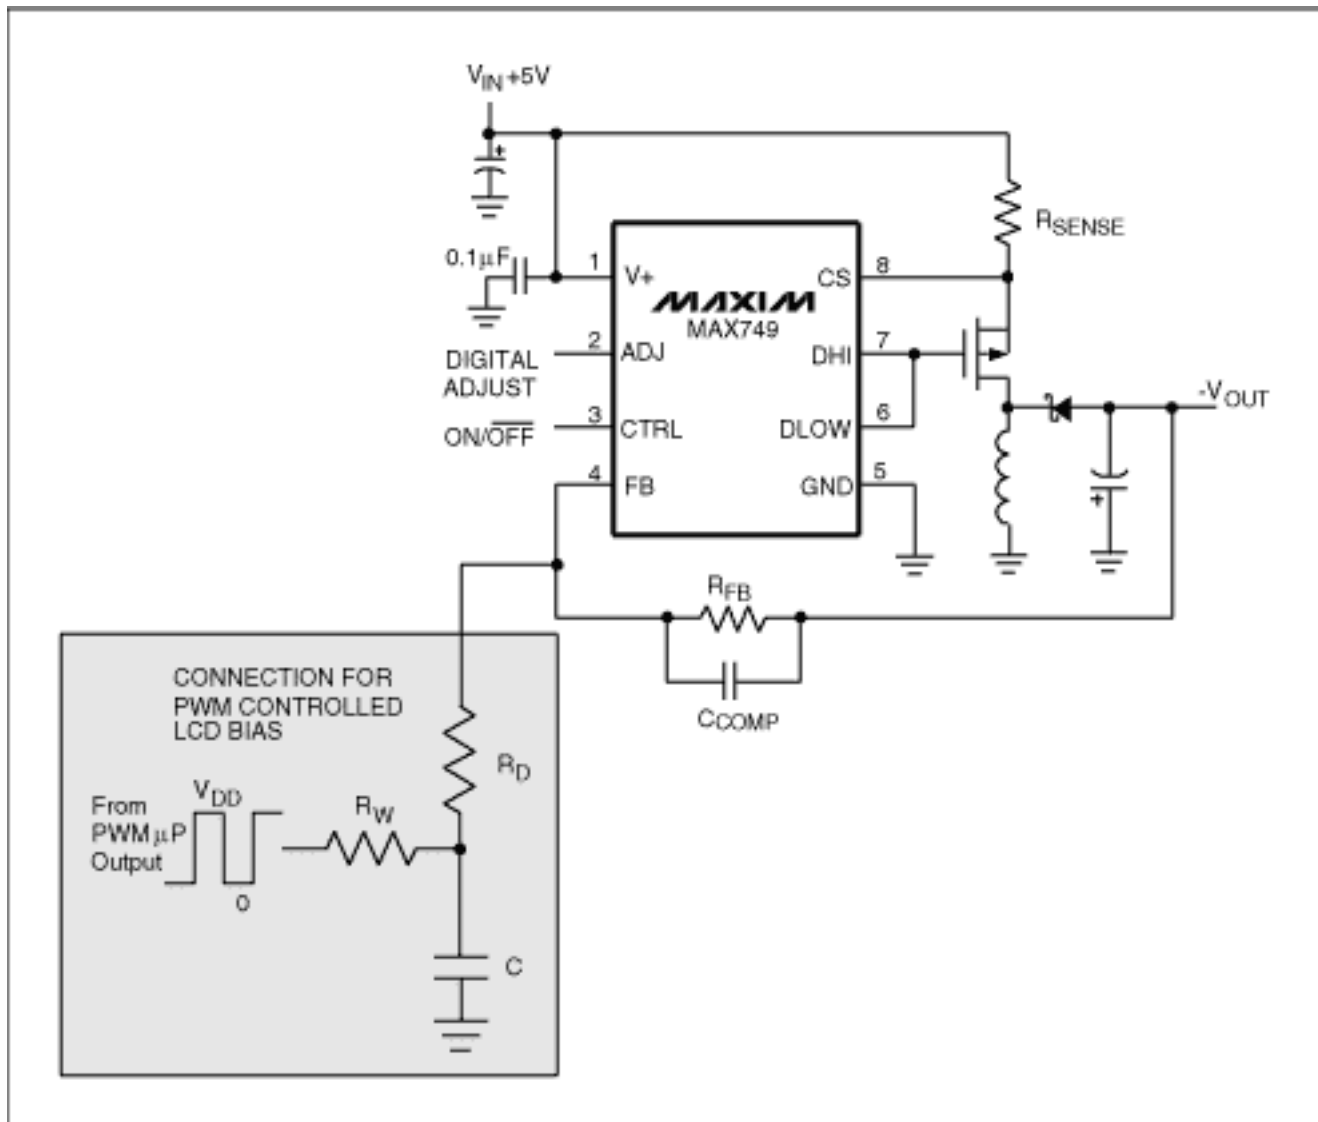 VIN +5V
+
RSENSE
0.1µF
1
V+
CS
8
MAXIM
MAX749
DIGITAL
ADJUST
2
ADJ
DHI
7
-VOUT
ON/OFF
3
CTRL
DLOW
6
4
FB
GND
5
+
RFB
CCOMP
CONNECTION FOR
PWM CONTROLLED
LCD BIAS
RD
VDD
RW
From
PWM µP
Output
0
C